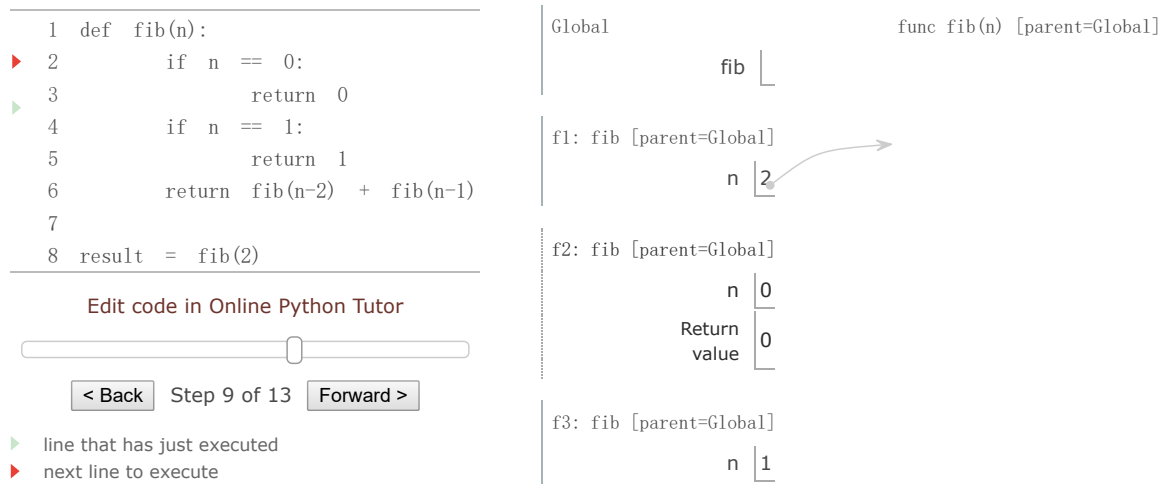 1 def fib(n):
2 if n == 0:
3 return 0
4 if n == 1:
5 return 1
6 return fib(n-2) + fib(n-1)
7
8 result = fib(2)
Edit code in Online Python Tutor
< Back Step 9 of 13 Forward >
line that has just executed
next line to execute
Global
fib
func fib(n) [parent=Global]
f1: fib [parent=Global]
n 2
f2: fib [parent=Global]
n 0
Return
value 0
f3: fib [parent=Global]
n 1